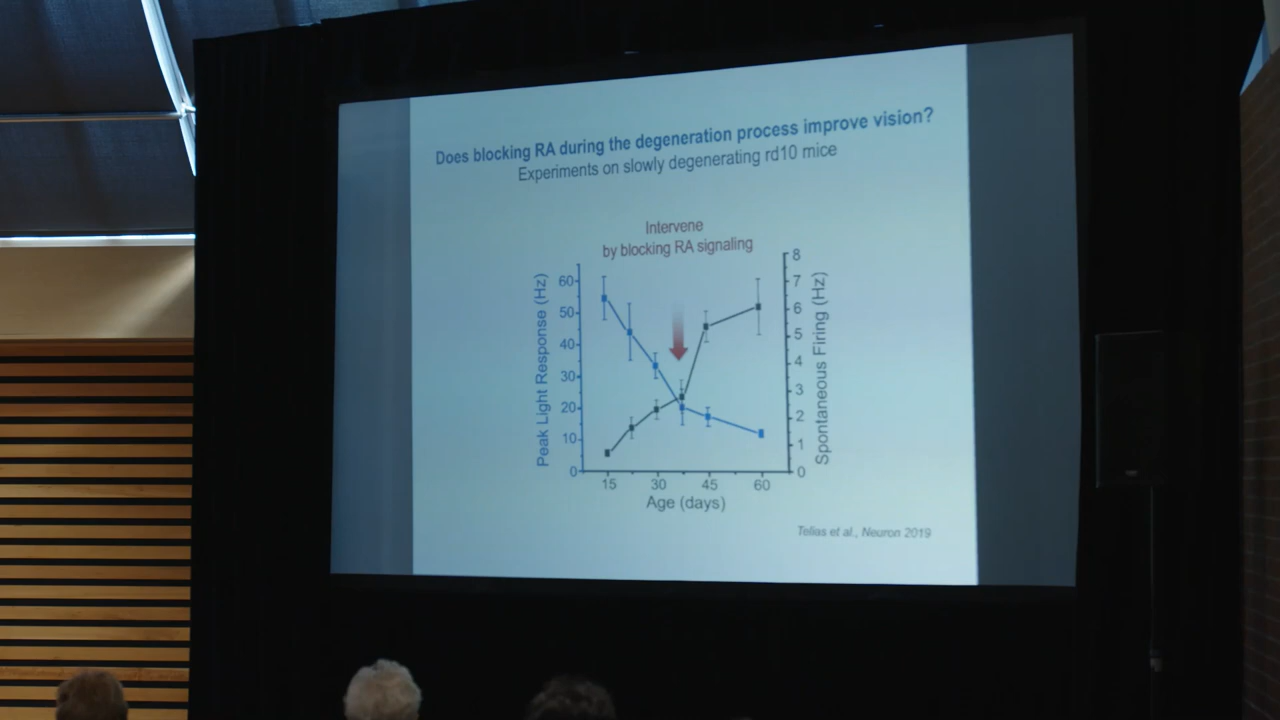 Does blocking RA during the degeneration process improve vision?
Experiments on slowly degenerating rd10 mice
Intervene
by blocking RA signaling
Peak Light Response (Hz)
60
50
40
30
20
10
0
8
7
6
5
4
3
2
1
0
Spontaneous Firing (Hz)
15 30 45 60
Age (days)
Telias et al., Neuron 2019